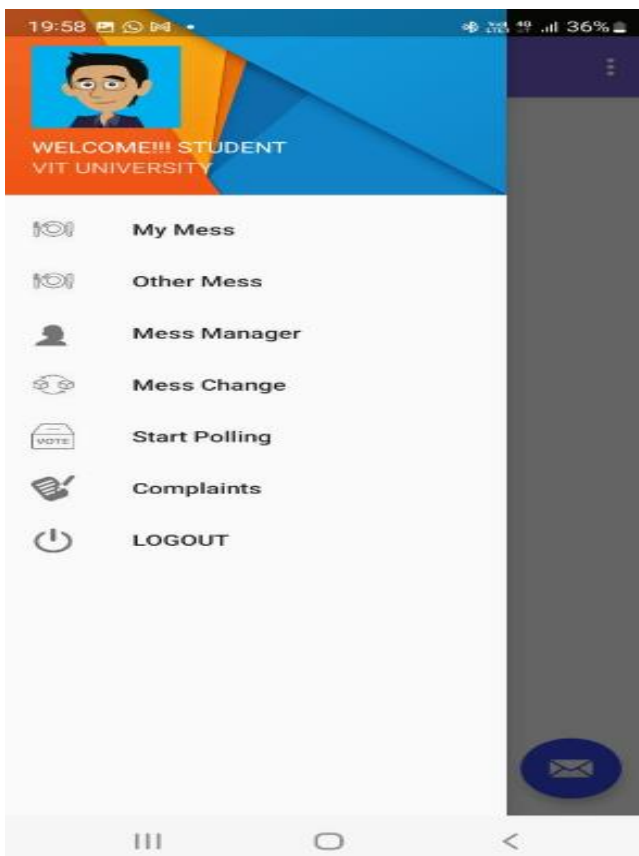 19:58 36%
WELCOME!!! STUDENT
VIT UNIVERSITY
My Mess
Other Mess
Mess Manager
Mess Change
VOTE Start Polling
Complaints
LOGOUT